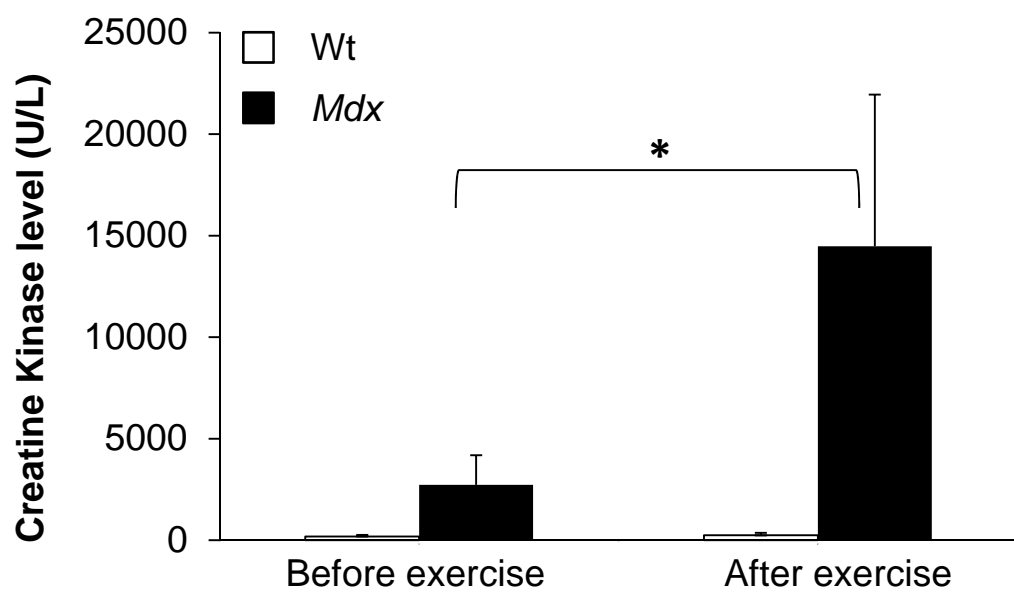 Creatine Kinase level (U/L)
25000
20000
15000
10000
5000
0
Wt
Mdx
*
Before exercise
After exercise